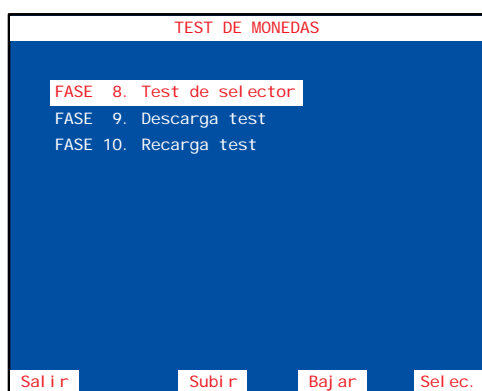 TEST DE MONEDAS
FASE 8. Test de selector
FASE 9. Descarga test
FASE 10. Recarga test
Salir Subir Bajar Selec.